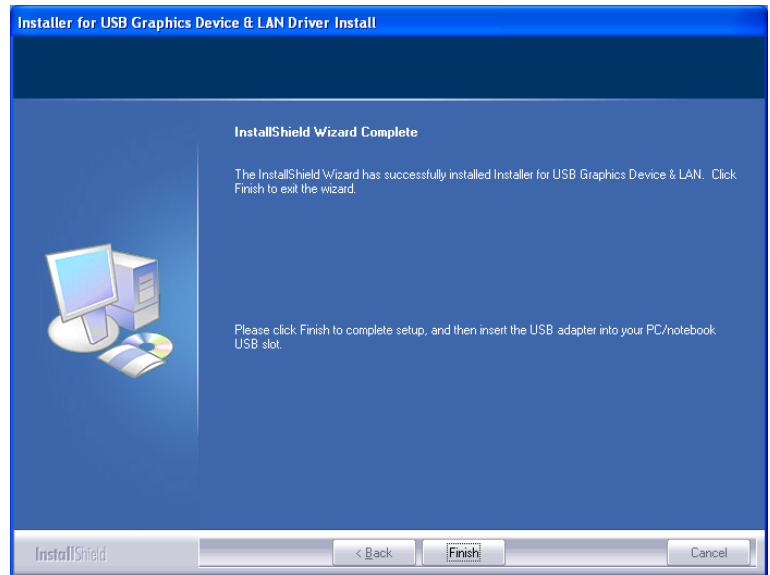 Installer for USB Graphics Device & LAN Driver Install
InstallShield Wizard Complete
The InstallShield Wizard has successfully installed Installer for USB Graphics Device & LAN.  Click
Finish to exit the wizard.
Please click Finish to complete setup, and then insert the USB adapter into your PC/notebook
USB slot.
InstallShield
< Back
Finish
Cancel